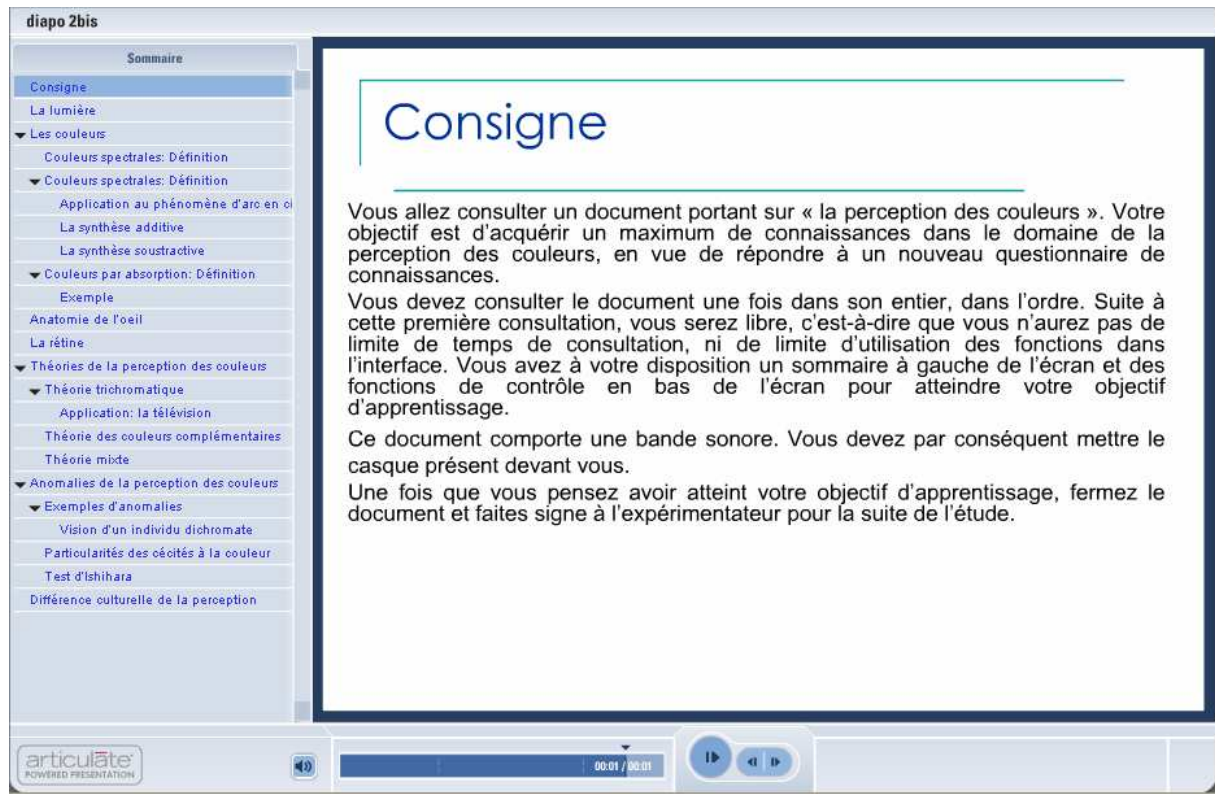 diapo 2bis
Sommaire
Consigne
La lumière
Les couleurs
Couleurs spectrales: Définition
Couleurs spectrales: Définition
Application au phénomène d'arc en ci
La synthèse additive
La synthèse soustractive
Couleurs par absorption: Définition
Exemple
Anatomie de l'oeil
La rétine
Théories de la perception des couleurs
Théorie trichromatique
Application: la télévision
Théorie des couleurs complémentaires
Théorie mixte
Anomalies de la perception des couleurs
Exemples d'anomalies
Vision d'un individu dichromate
Particularités des cécités à la couleur
Test d'Ishihara
Différence culturelle de la perception
Consigne
Vous allez consulter un document portant sur « la perception des couleurs ». Votre
objectif est d'acquérir un maximum de connaissances dans le domaine de la
perception des couleurs, en vue de répondre à un nouveau questionnaire de
connaissances.
Vous devez consulter le document une fois dans son entier, dans l'ordre. Suite à
cette première consultation, vous serez libre, c'est-à-dire que vous n'aurez pas de
limite de temps de consultation, ni de limite d'utilisation des fonctions dans
l'interface. Vous avez à votre disposition un sommaire à gauche de l'écran et des
fonctions de contrôle en bas de l'écran pour atteindre votre objectif
d'apprentissage.
Ce document comporte une bande sonore. Vous devez par conséquent mettre le
casque présent devant vous.
Une fois que vous pensez avoir atteint votre objectif d'apprentissage, fermez le
document et faites signe à l'expérimentateur pour la suite de l'étude.
articulate
POWERED PRESENTATION
00:01 / 00:01